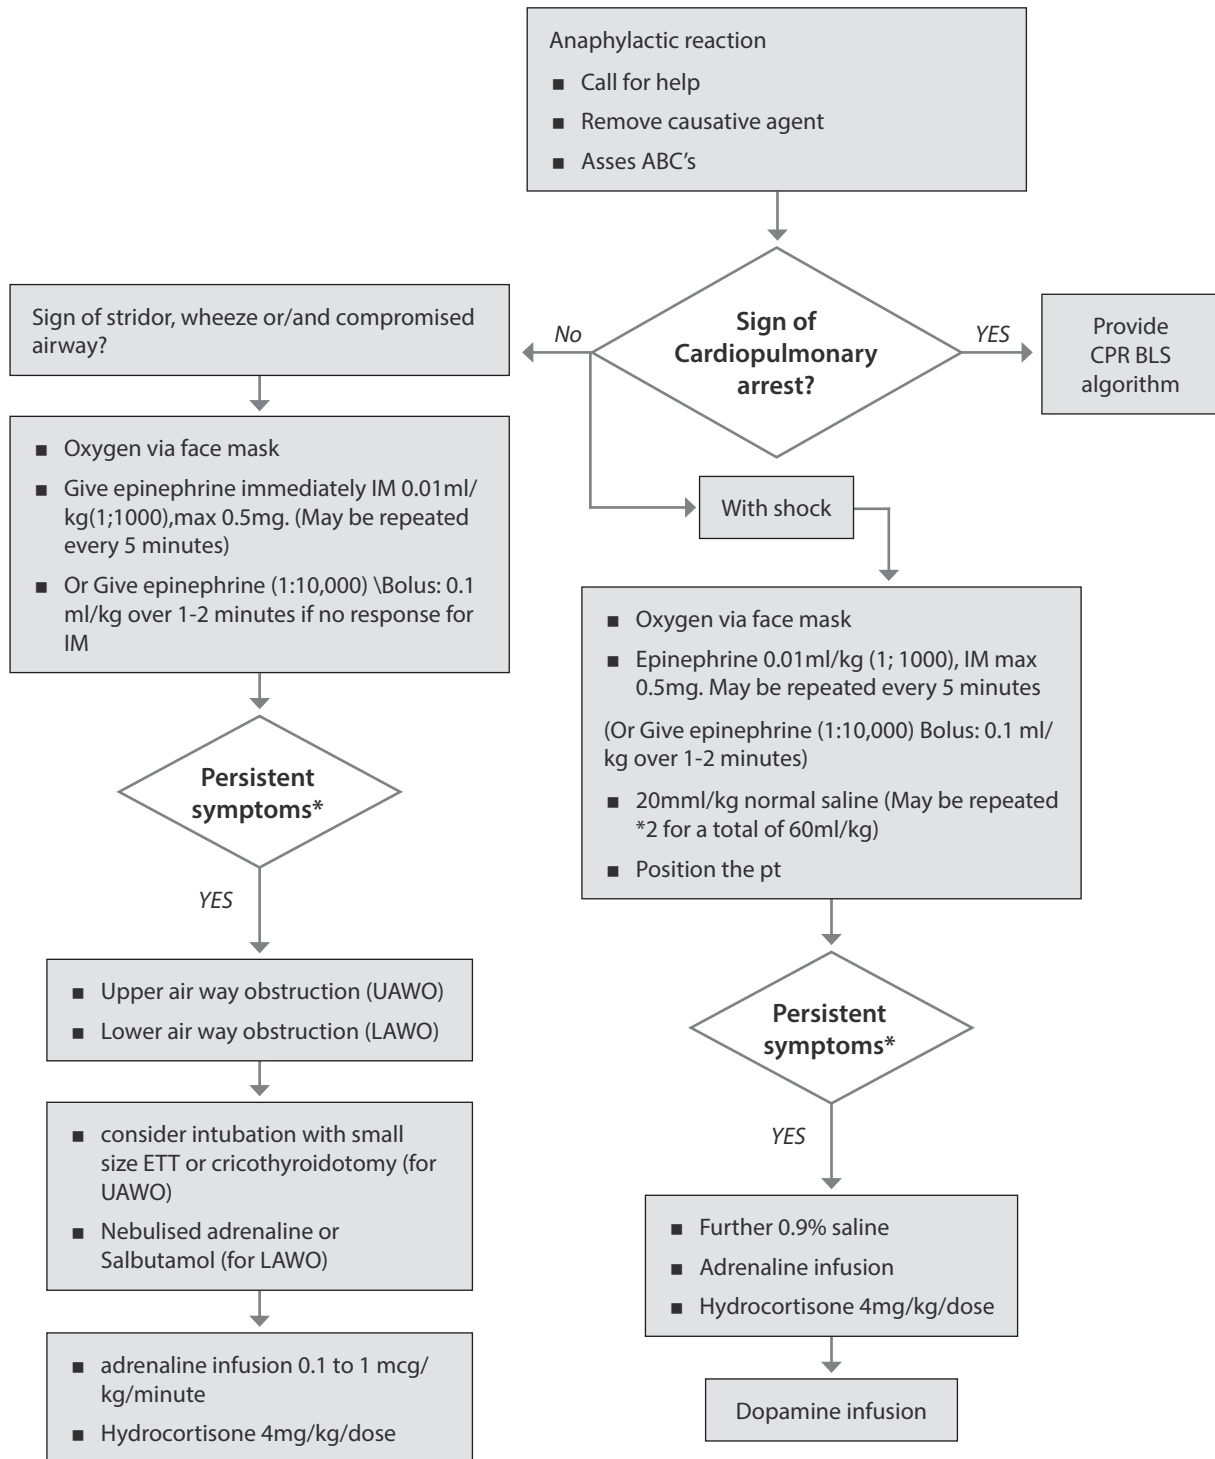 Anaphylactic reaction
■ Call for help
■ Remove causative agent
■ Asses ABC's
Sign of
Cardiopulmonary
arrest?
YES
Provide
CPR BLS
algorithm
No
Sign of stridor, wheeze or/and compromised
airway?
■ Oxygen via face mask
■ Give epinephrine immediately IM 0.01ml/
kg(1;1000),max 0.5mg. (May be repeated
every 5 minutes)
■ Or Give epinephrine (1:10,000) \Bolus: 0.1
ml/kg over 1-2 minutes if no response for
IM
Persistent
symptoms*
YES
■ Upper air way obstruction (UAWO)
■ Lower air way obstruction (LAWO)
■ consider intubation with small
size ETT or cricothyroidotomy (for
UAWO)
■ Nebulised adrenaline or
Salbutamol (for LAWO)
■ adrenaline infusion 0.1 to 1 mcg/
kg/minute
■ Hydrocortisone 4mg/kg/dose
With shock
■ Oxygen via face mask
■ Epinephrine 0.01ml/kg (1; 1000), IM max
0.5mg. May be repeated every 5 minutes
(Or Give epinephrine (1:10,000) Bolus: 0.1 ml/
kg over 1-2 minutes)
■ 20mml/kg normal saline (May be repeated
*2 for a total of 60ml/kg)
■ Position the pt
Persistent
symptoms*
YES
■ Further 0.9% saline
■ Adrenaline infusion
■ Hydrocortisone 4mg/kg/dose
Dopamine infusion